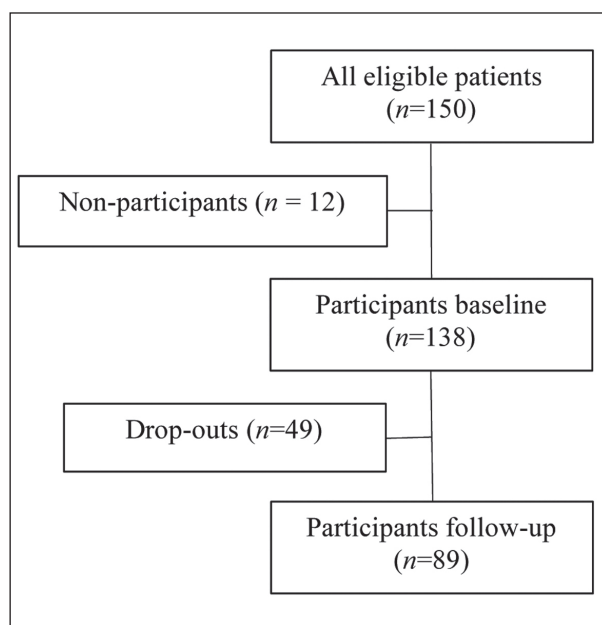 All eligible patients
(n=150)
Non-participants (n = 12)
Participants baseline
(n=138)
Drop-outs (n=49)
Participants follow-up
(n=89)